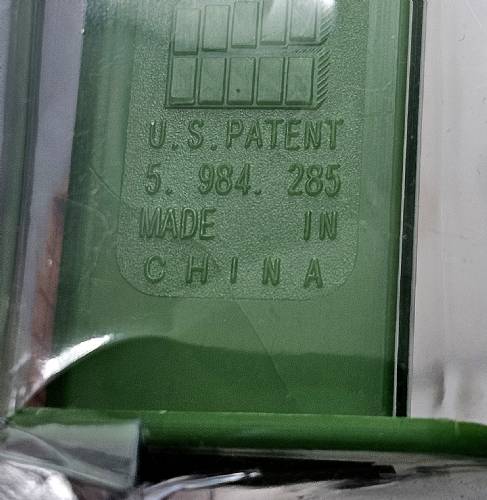 U.S. PATENT
5. 984. 285
MADE IN
CHINA